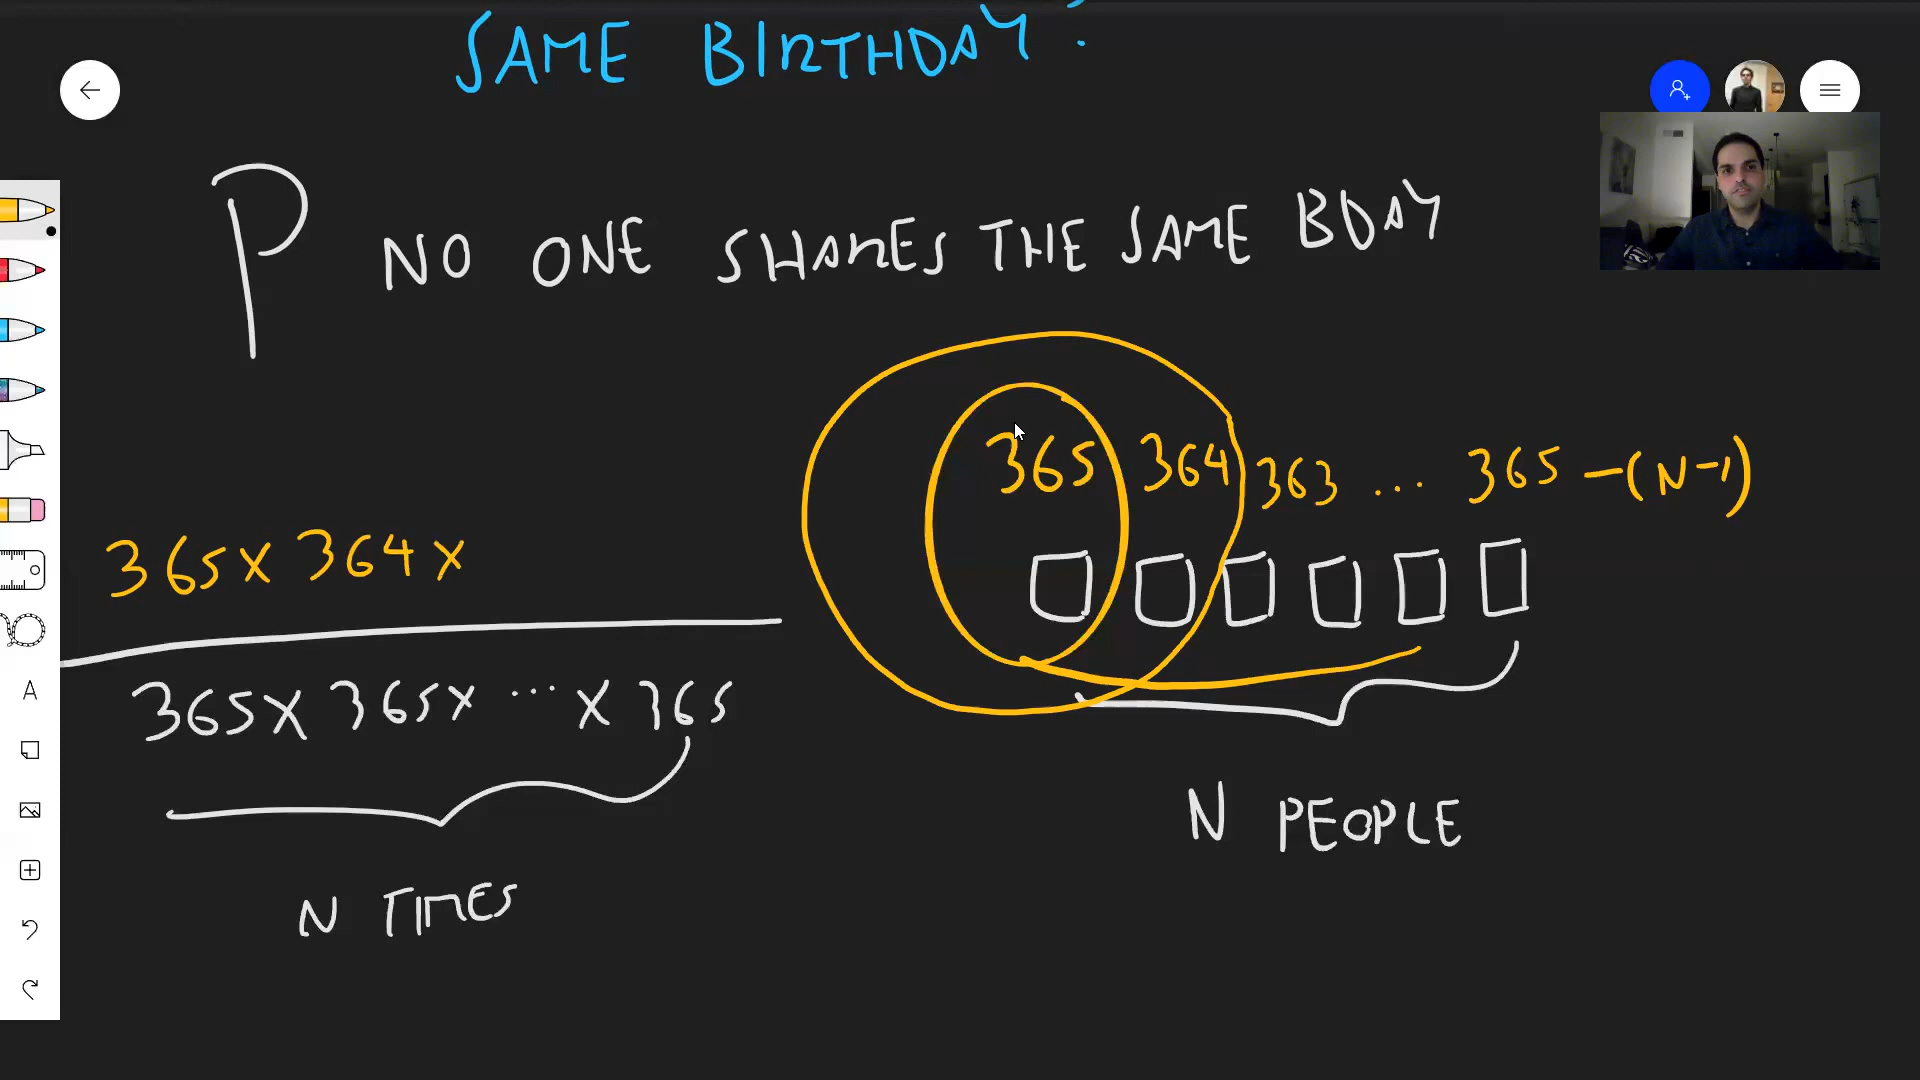 SAME BIRTHDAY?
P NO ONE SHARES THE SAME BDAY
365 364 363 ... 365 -(N-1)
365 x 364 x
365 x 365 x ... x 365
N PEOPLE
N TIMES
A